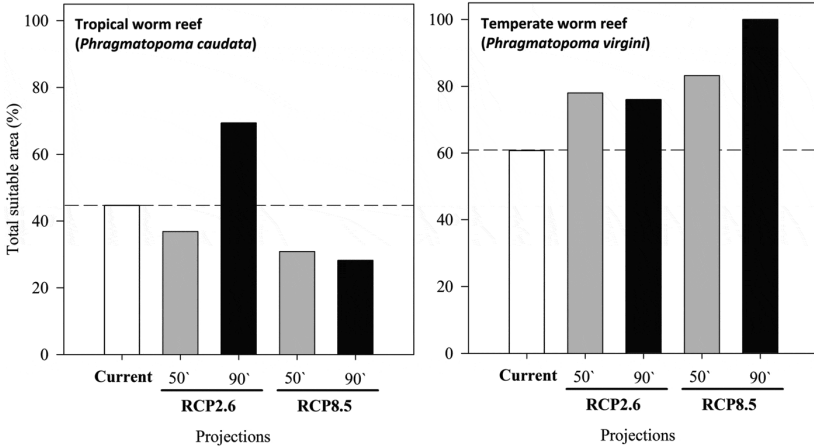 Tropical worm reef
(Phragmatopoma caudata)
Total suitable area (%)
100
80
60
40
20
0
Current
50`
90`
50`
90`
RCP2.6
RCP8.5
Projections
Temperate worm reef
(Phragmatopoma virgini)
100
80
60
40
20
0
Current
50`
90`
50`
90`
RCP2.6
RCP8.5
Projections